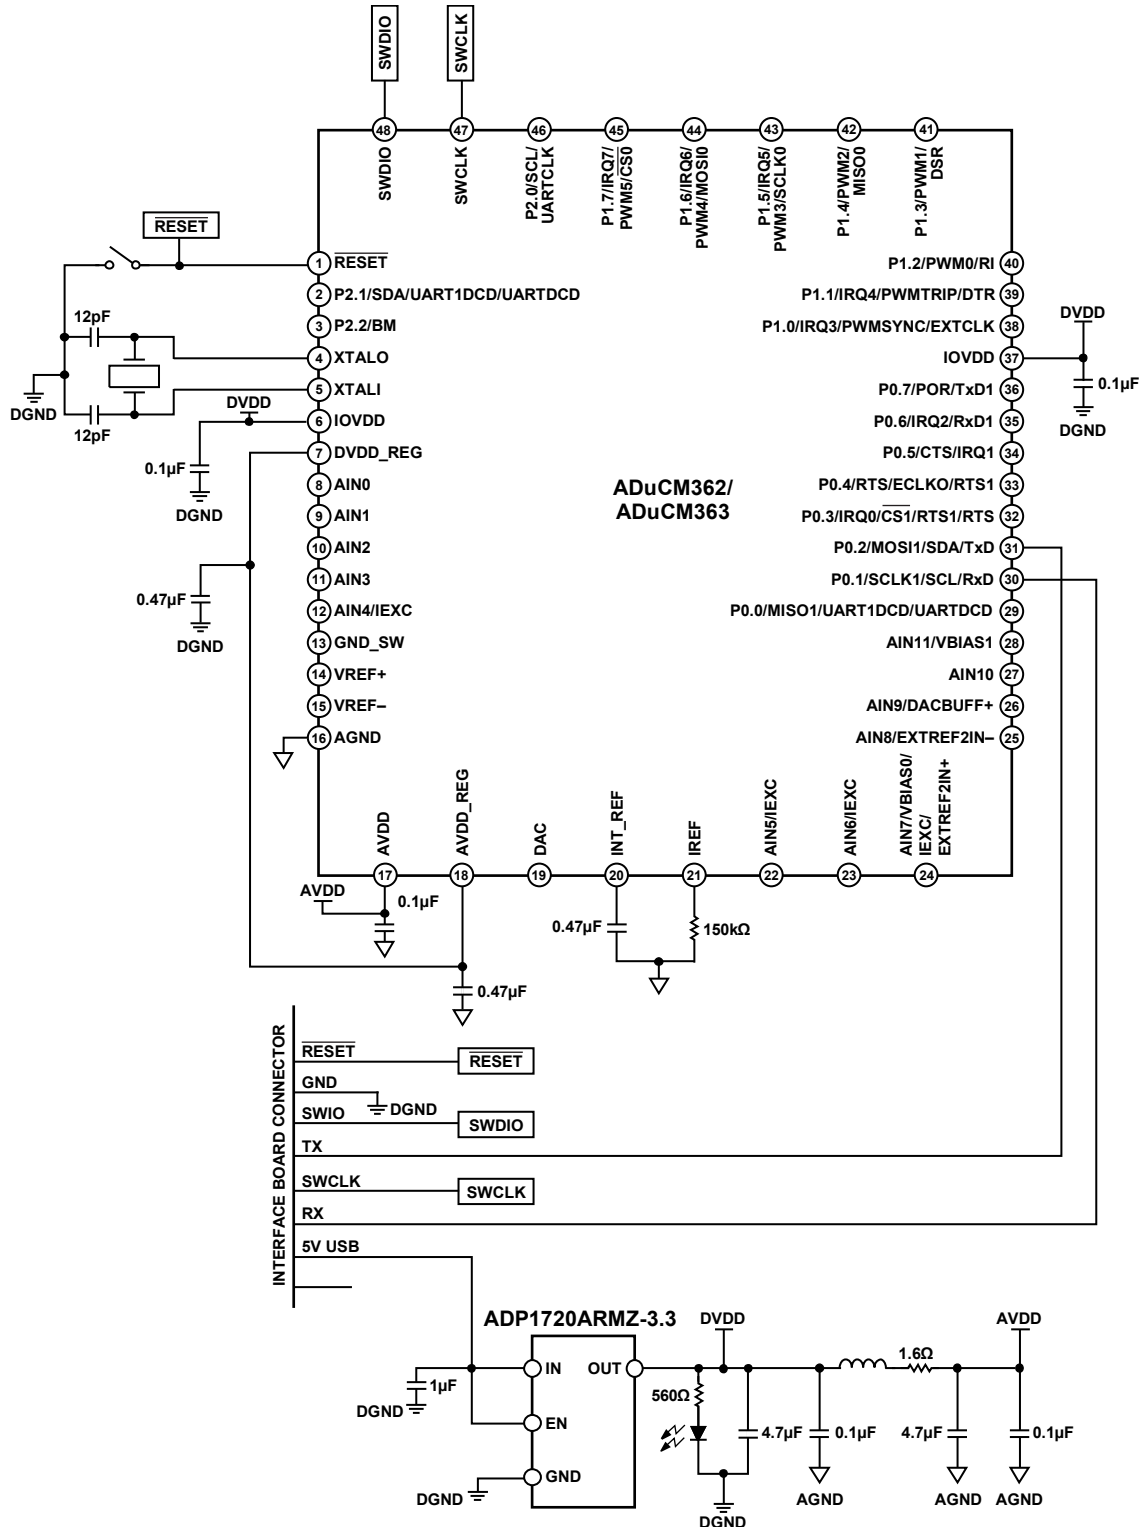 SWDIO
SWCLK
48
47
46
45
44
43
42
41
SWDIO
SWCLK
P2.0/SCL/
UARTCLK
P1.7/IRQ7/
PWM5/CS0
P1.6/IRQ6/
PWM4/MOSI0
P1.5/IRQ5/
PWM3/SCLK0
P1.4/PWM2/
MISO0
P1.3/PWM1/
DSR
RESET
1 RESET
2 P2.1/SDA/UART1DCD/UARTDCD
3 P2.2/BM
4 XTALO
5 XTALI
6 IOVDD
7 DVDD_REG
8 AIN0
9 AIN1
10 AIN2
11 AIN3
12 AIN4/IEXC
13 GND_SW
14 VREF+
15 VREF–
16 AGND
12pF
12pF
DGND
DVDD
0.1µF
DGND
0.47µF
DGND
ADuCM362/
ADuCM363
P1.2/PWM0/RI 40
P1.1/IRQ4/PWMTRIP/DTR 39
P1.0/IRQ3/PWMSYNC/EXTCLK 38
IOVDD 37
P0.7/POR/TxD1 36
P0.6/IRQ2/RxD1 35
P0.5/CTS/IRQ1 34
P0.4/RTS/ECLKO/RTS1 33
P0.3/IRQ0/CS1/RTS1/RTS 32
P0.2/MOSI1/SDA/TxD 31
P0.1/SCLK1/SCL/RxD 30
P0.0/MISO1/UART1DCD/UARTDCD 29
AIN11/VBIAS1 28
AIN10 27
AIN9/DACBUFF+ 26
AIN8/EXTREF2IN– 25
DVDD
0.1µF
DGND
AVDD
AVDD_REG
DAC
INT_REF
IREF
AIN5/IEXC
AIN6/IEXC
AIN7/VBIAS0/
IEXC/
EXTREF2IN+
17
18
19
20
21
22
23
24
AVDD
0.1µF
0.47µF
150kΩ
0.47µF
INTERFACE BOARD CONNECTOR
RESET
RESET
GND
DGND
SWIO
SWDIO
TX
SWCLK
SWCLK
RX
5V USB
ADP1720ARMZ-3.3
DVDD
AVDD
IN
OUT
EN
GND
1µF
DGND
DGND
560Ω
1.6Ω
4.7µF
0.1µF
4.7µF
0.1µF
DGND
AGND
AGND
AGND